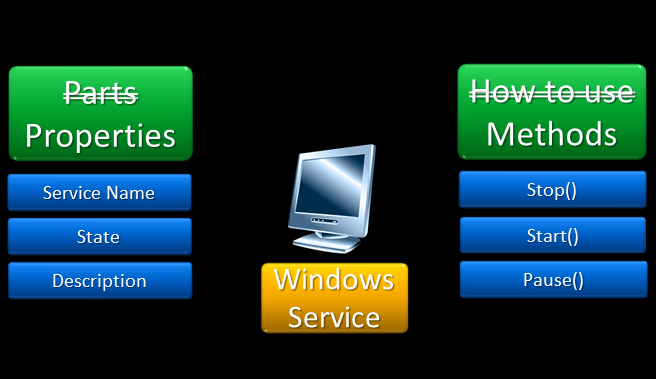 Parts
Properties
Service Name
State
Description
Windows
Service
How to use
Methods
Stop()
Start()
Pause()